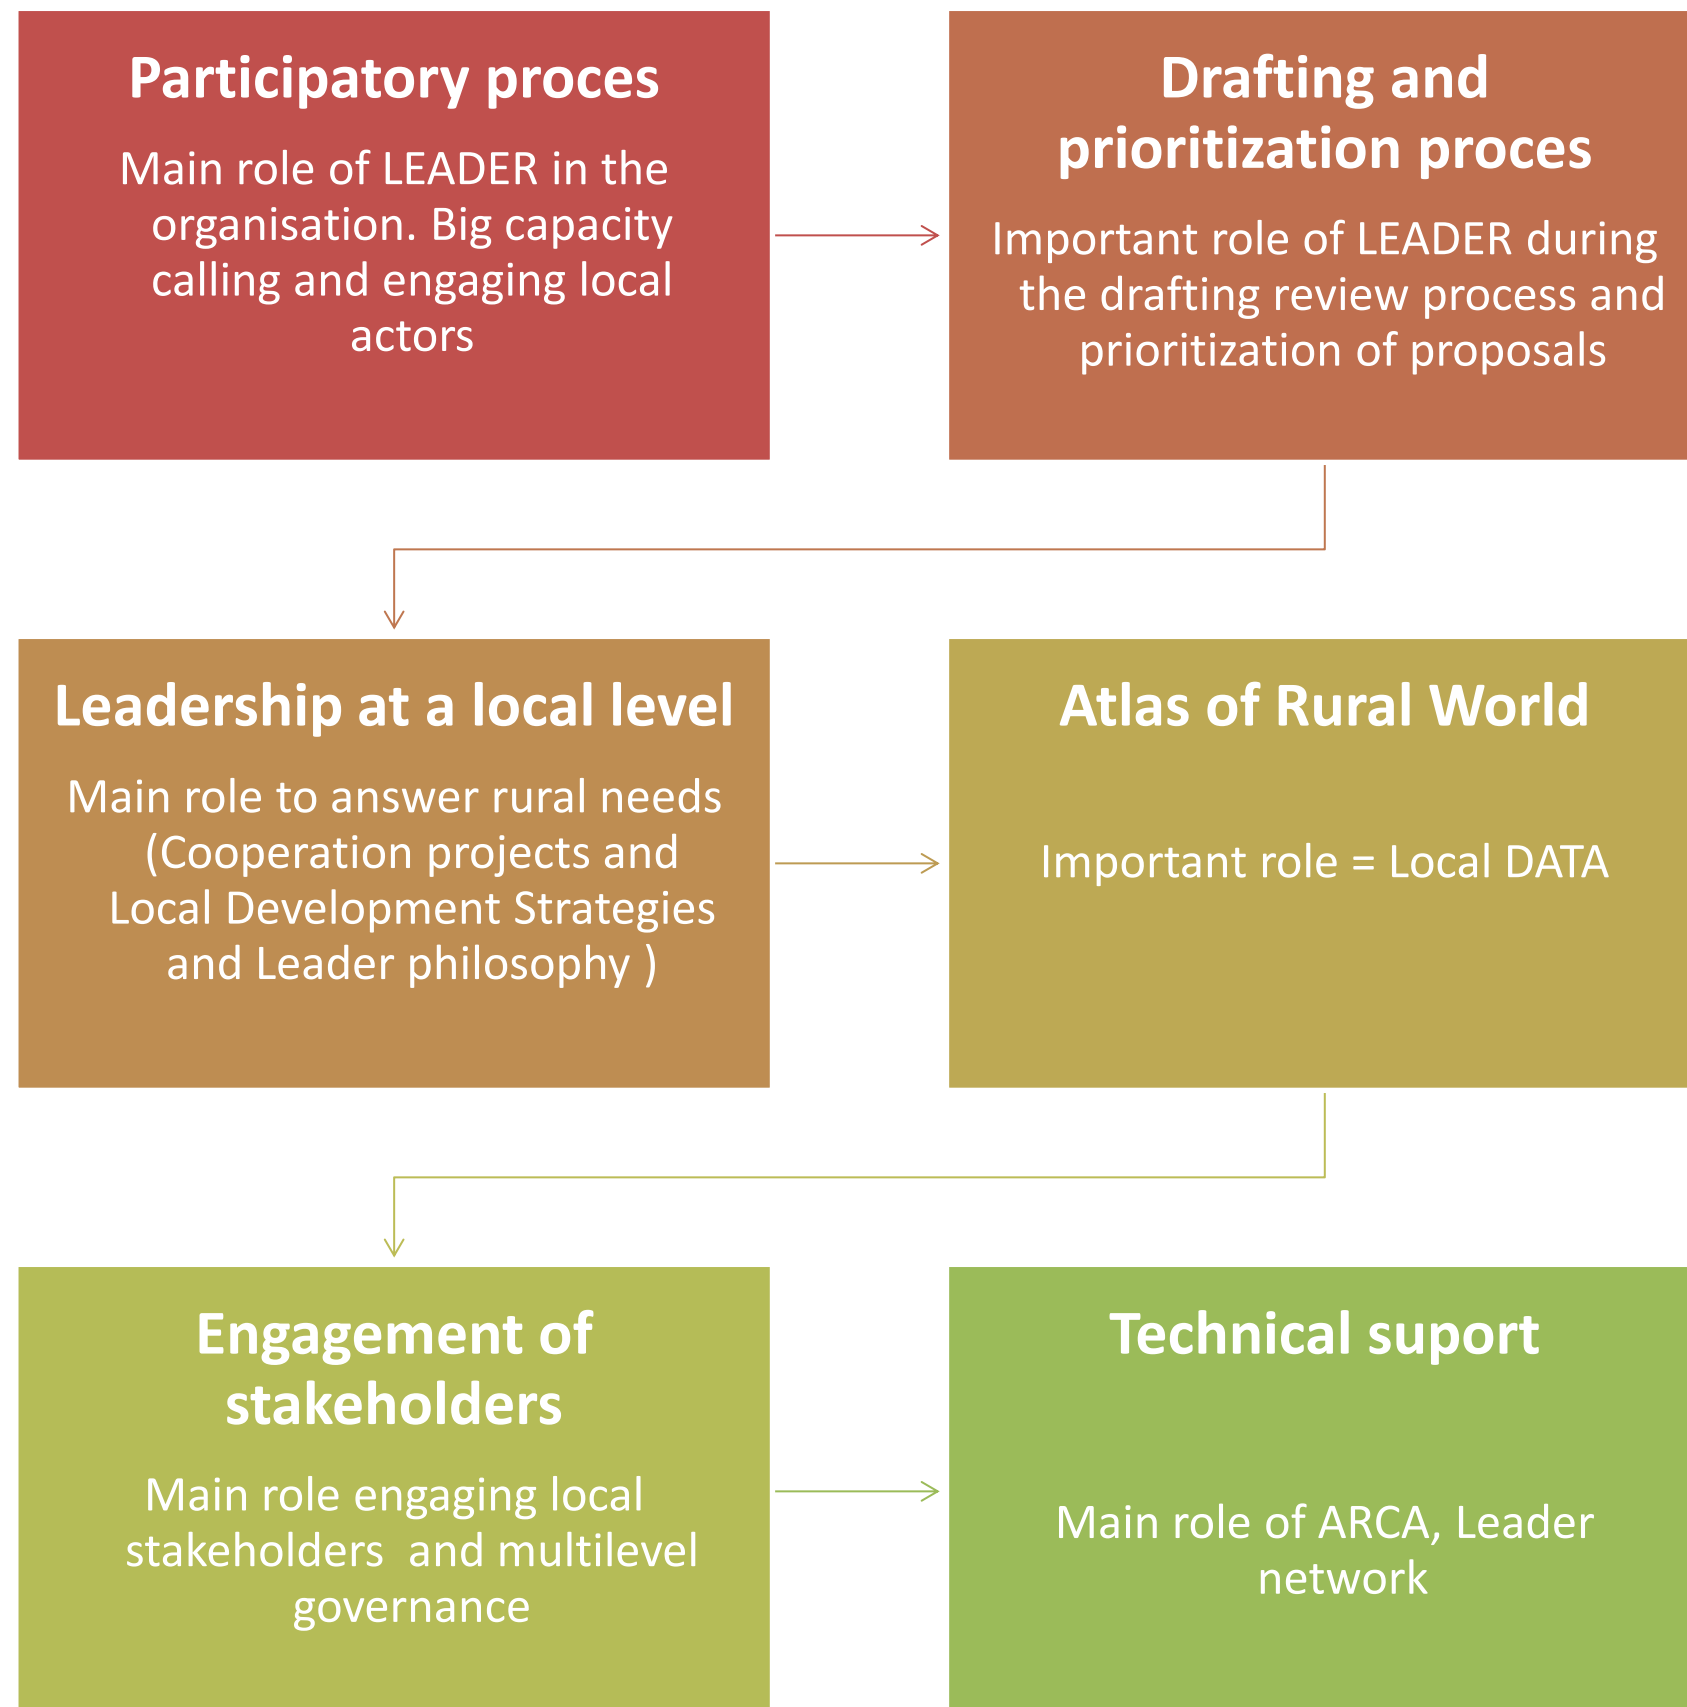 Participatory proces
Main role of LEADER in the
organisation. Big capacity
calling and engaging local
actors
Drafting and
prioritization proces
Important role of LEADER during
the drafting review process and
prioritization of proposals
Leadership at a local level
Main role to answer rural needs
(Cooperation projects and
Local Development Strategies
and Leader philosophy )
Atlas of Rural World
Important role = Local DATA
Engagement of
stakeholders
Main role engaging local
stakeholders  and multilevel
governance
Technical suport
Main role of ARCA, Leader
network